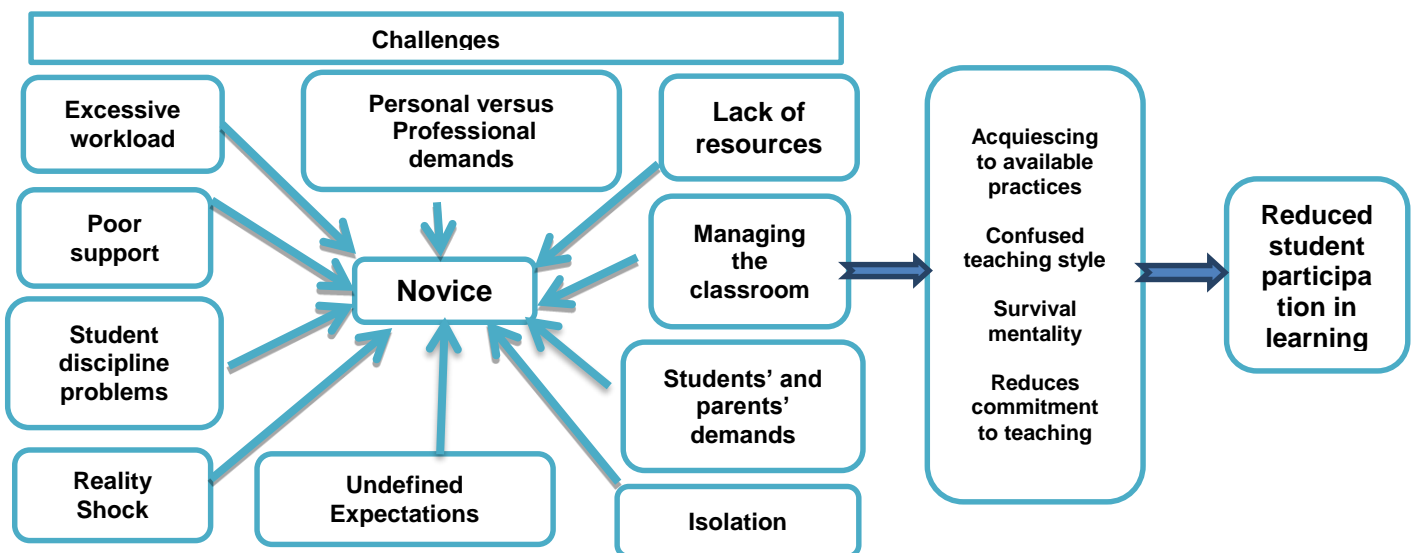 Challenges
Excessive
workload
Personal versus
Professional
demands
Lack of
resources
Poor
support
Novice
Managing
the
classroom
Student
discipline
problems
Students’ and
parents’
demands
Reality
Shock
Undefined
Expectations
Isolation
Acquiescing
to available
practices
Confused
teaching style
Survival
mentality
Reduces
commitment
to teaching
Reduced
student
participa
tion in
learning